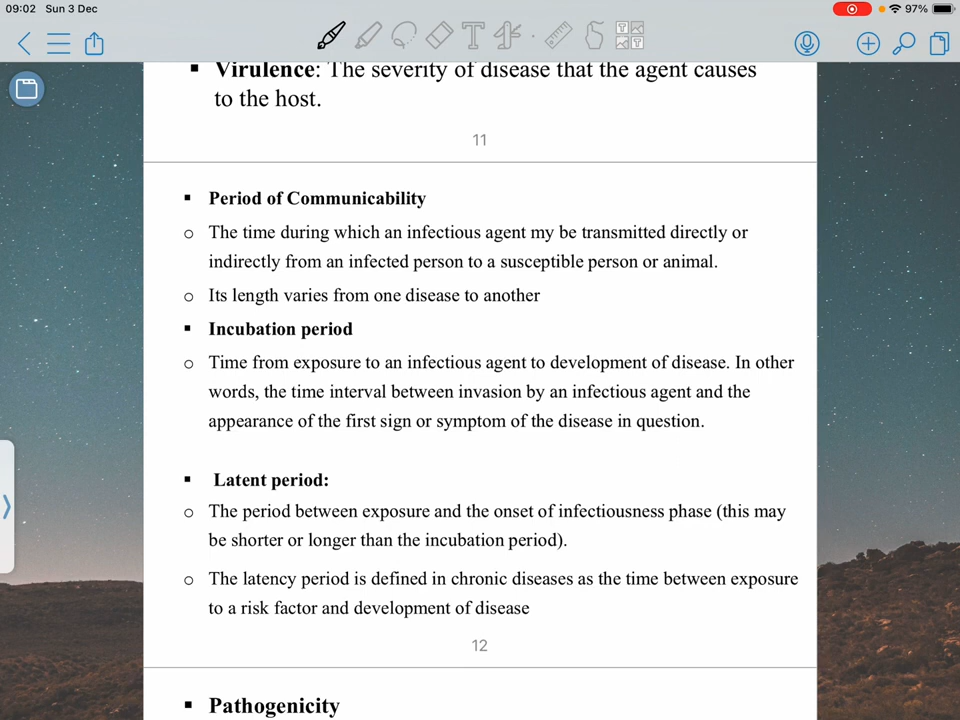 09:02 Sun 3 Dec
97%
▪ Virulence: The severity of disease that the agent causes
to the host.
11
▪ Period of Communicability
o The time during which an infectious agent my be transmitted directly or
indirectly from an infected person to a susceptible person or animal.
o Its length varies from one disease to another
▪ Incubation period
o Time from exposure to an infectious agent to development of disease. In other
words, the time interval between invasion by an infectious agent and the
appearance of the first sign or symptom of the disease in question.
▪ Latent period:
o The period between exposure and the onset of infectiousness phase (this may
be shorter or longer than the incubation period).
o The latency period is defined in chronic diseases as the time between exposure
to a risk factor and development of disease
12
▪ Pathogenicity